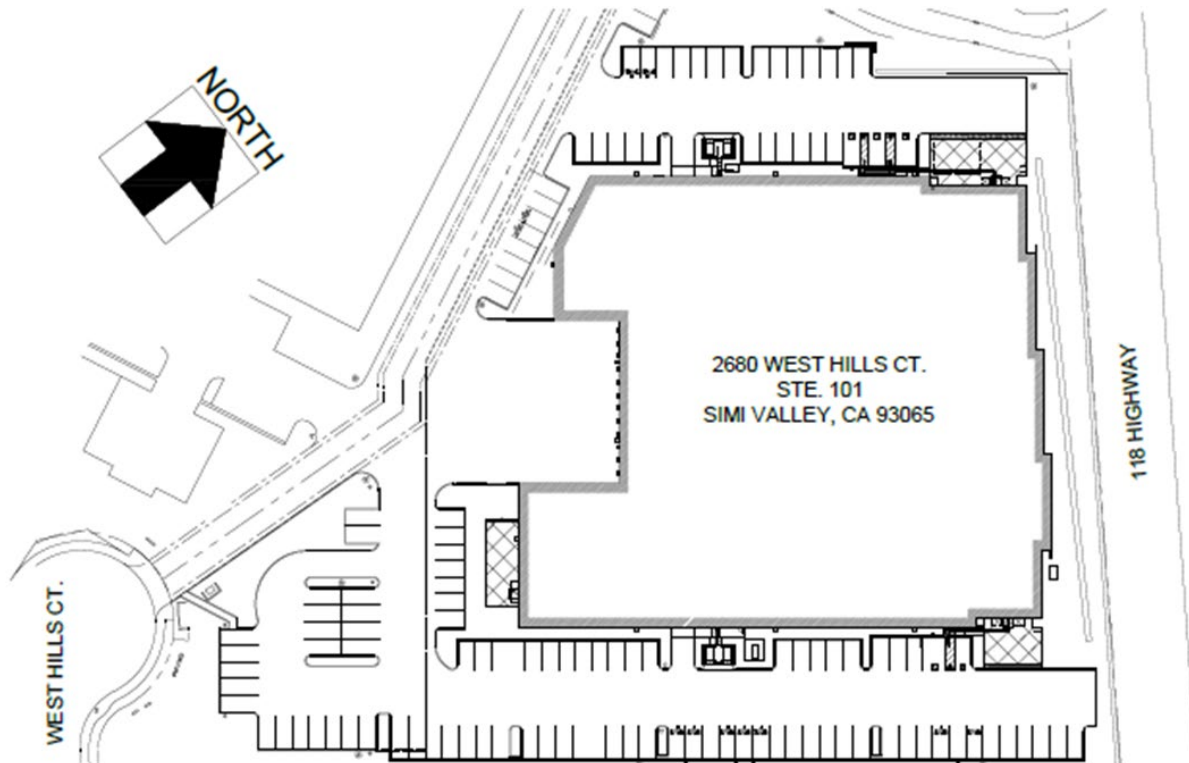 NORTH
2680 WEST HILLS CT.
STE. 101
SIMI VALLEY, CA 93065
118 HIGHWAY
WEST HILLS CT.